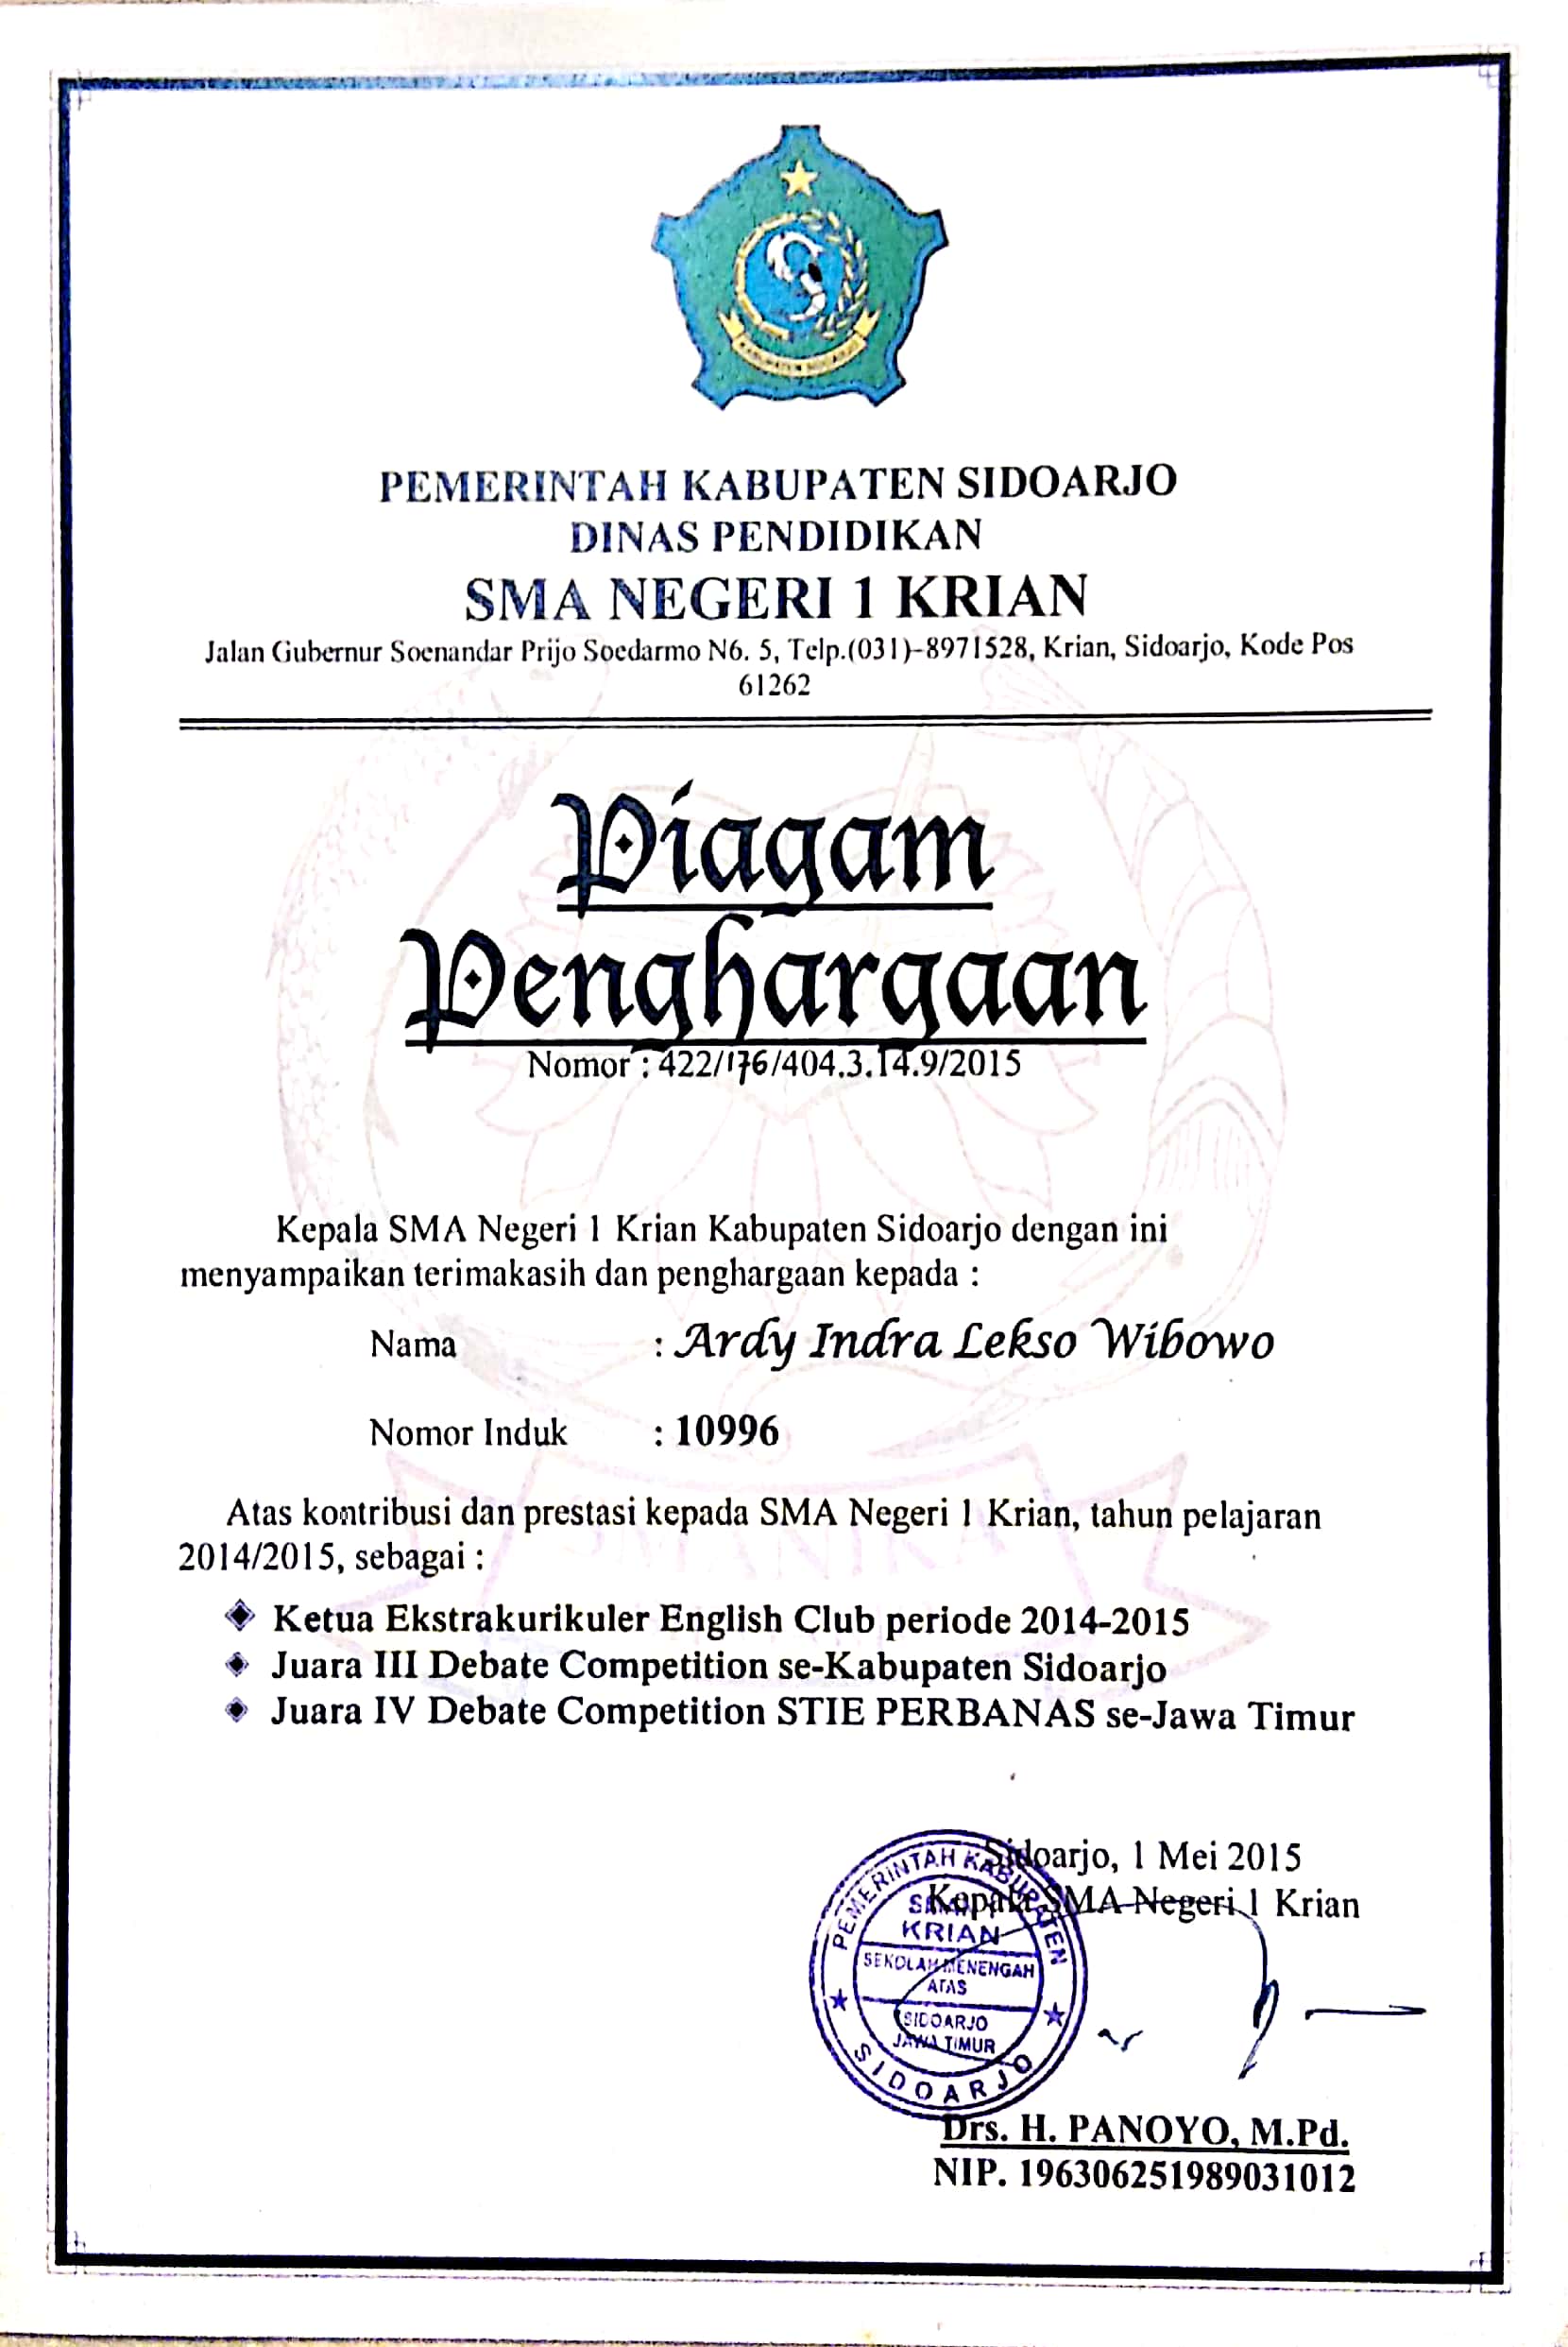 KABUPATEN SIDOARJO
PEMERINTAH KABUPATEN SIDOARJO
DINAS PENDIDIKAN
SMA NEGERI 1 KRIAN
Jalan Gubernur Soenandar Prijo Soedarmo N6. 5, Telp.(031)-8971528, Krian, Sidoarjo, Kode Pos
61262
Piagam
Penghargaan
Nomor : 422/176/404.3.14.9/2015
Kepala SMA Negeri 1 Krian Kabupaten Sidoarjo dengan ini
menyampaikan terimakasih dan penghargaan kepada :
Nama : Ardy Indra Lekso Wibowo
Nomor Induk : 10996
Atas kontribusi dan prestasi kepada SMA Negeri 1 Krian, tahun pelajaran
2014/2015, sebagai :
Ketua Ekstrakurikuler English Club periode 2014-2015
Juara III Debate Competition se-Kabupaten Sidoarjo
Juara IV Debate Competition STIE PERBANAS se-Jawa Timur
Sidoarjo, 1 Mei 2015
Kepala SMA Negeri 1 Krian
PEMERINTAH KABUPATEN
KRIAN
SEKOLAH MENENGAH
ATAS
SIDOARJO
JAWA TIMUR
SIDOARJO
Drs. H. PANOYO, M.Pd.
NIP. 196306251989031012